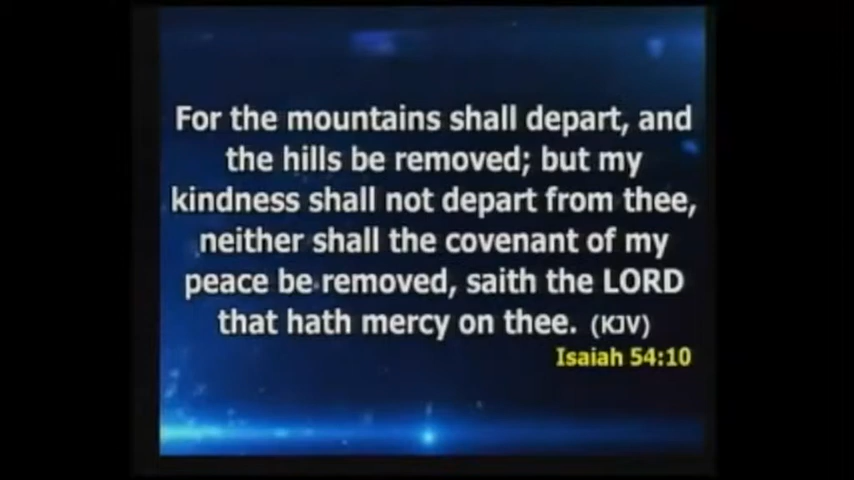 For the mountains shall depart, and
the hills be removed; but my
kindness shall not depart from thee,
neither shall the covenant of my
peace be removed, saith the LORD
that hath mercy on thee. (KJV)
Isaiah 54:10